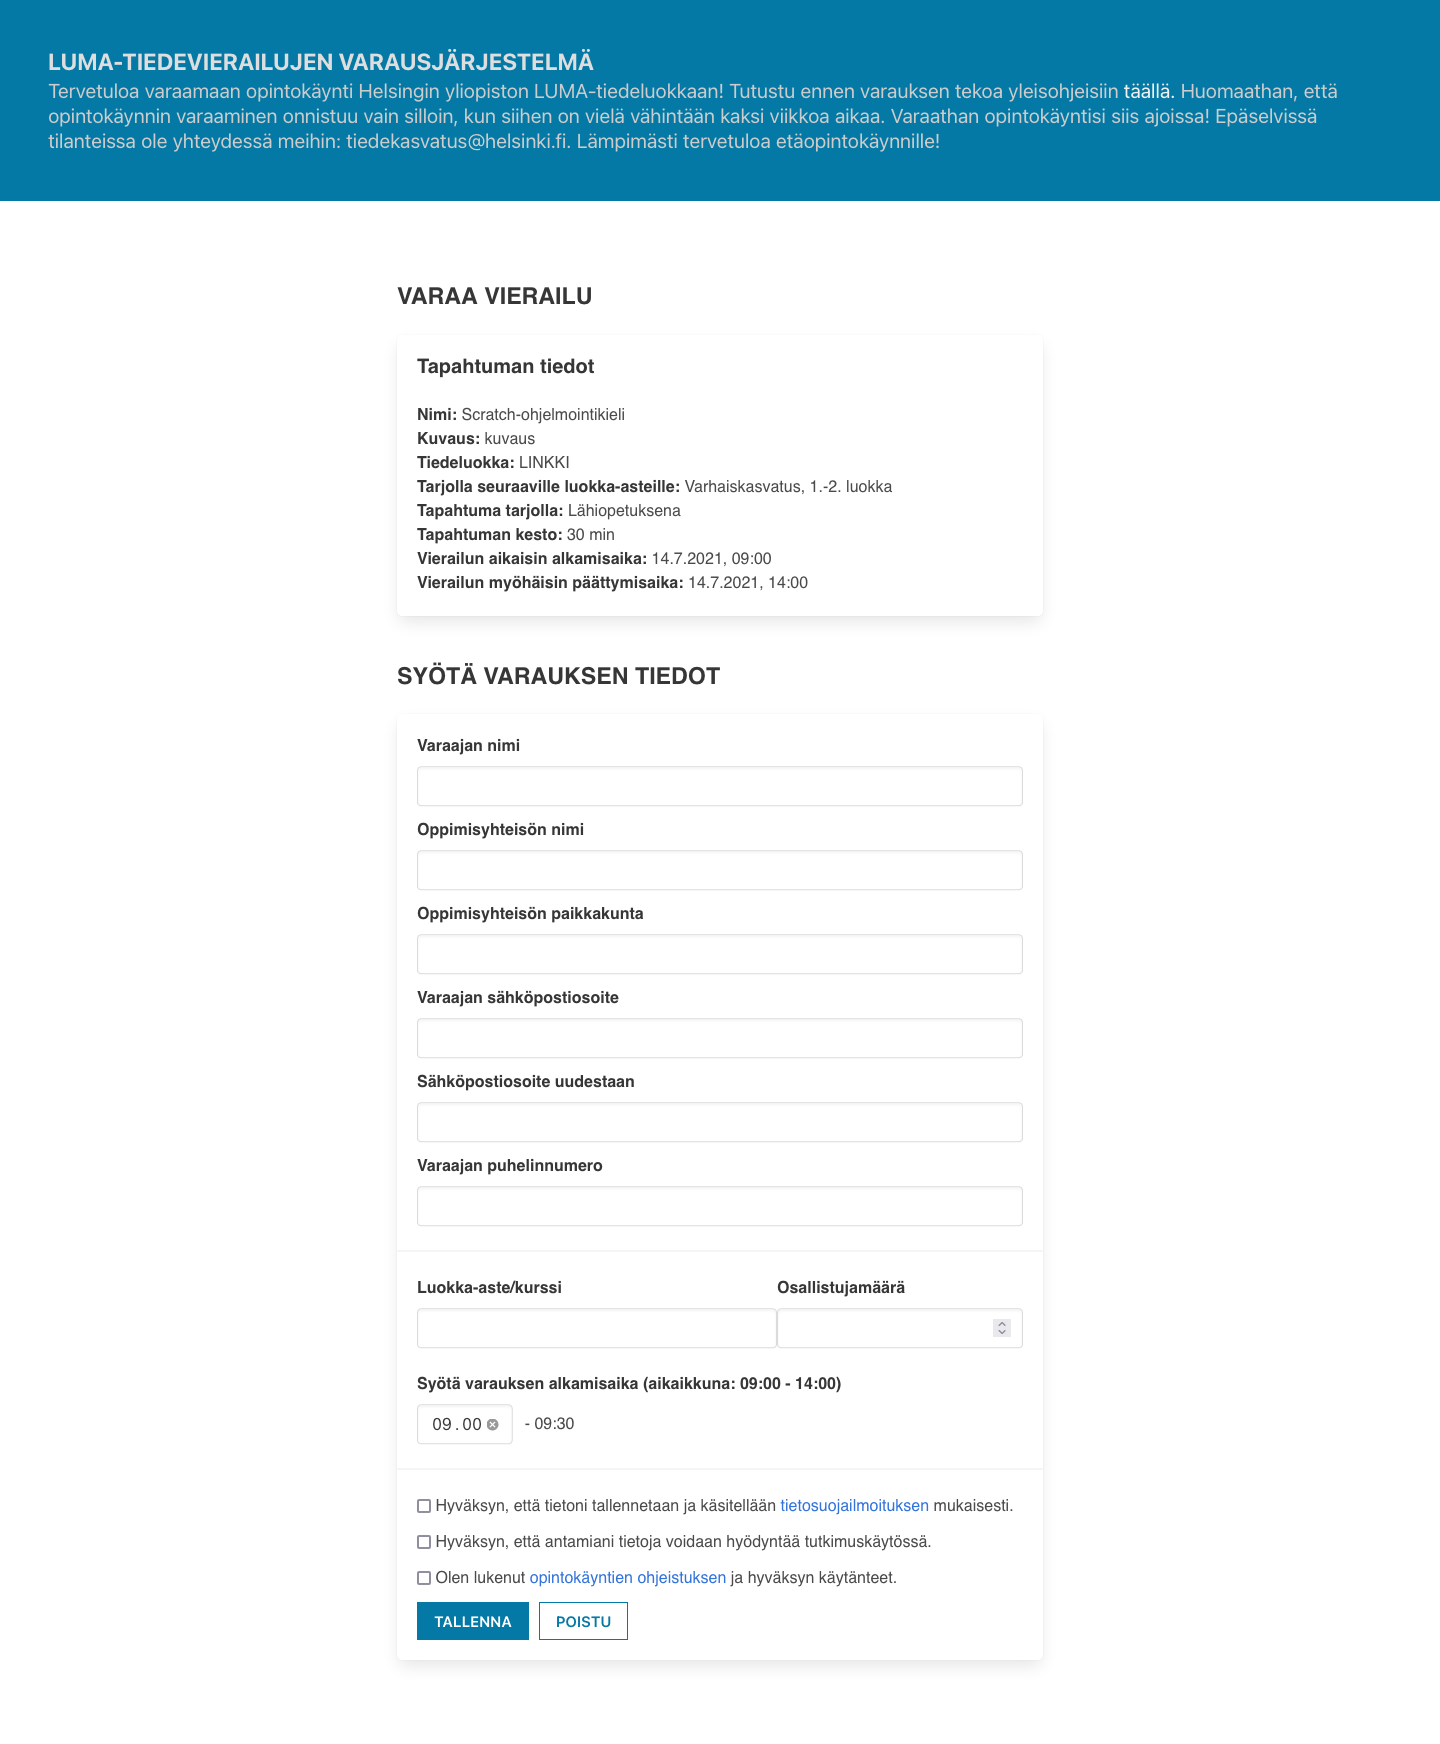 LUMA-TIEDEVIERAILUJEN VARAUSJÄRJESTELMÄ
Tervetuloa varaamaan opintokäynti Helsingin yliopiston LUMA-tiedeluokkaan! Tutustu ennen varauksen tekoa yleisohjeisiin täällä. Huomaathan, että
opintokäynnin varaaminen onnistuu vain silloin, kun siihen on vielä vähintään kaksi viikkoa aikaa. Varaathan opintokäyntisi siis ajoissa! Epäselvissä
tilanteissa ole yhteydessä meihin: tiedekasvatus@helsinki.fi. Lämpimästi tervetuloa etäopintokäynnille!
VARAA VIERAILU
Tapahtuman tiedot
Nimi: Scratch-ohjelmointikieli
Kuvaus: kuvaus
Tiedeluokka: LINKKI
Tarjolla seuraaville luokka-asteille: Varhaiskasvatus, 1.-2. luokka
Tapahtuma tarjolla: Lähiopetuksena
Tapahtuman kesto: 30 min
Vierailun aikaisin alkamisaika: 14.7.2021, 09:00
Vierailun myöhäisin päättymisaika: 14.7.2021, 14:00
SYÖTÄ VARAUKSEN TIEDOT
Varaajan nimi
Oppimisyhteisön nimi
Oppimisyhteisön paikkakunta
Varaajan sähköpostiosoite
Sähköpostiosoite uudestaan
Varaajan puhelinnumero
Luokka-aste/kurssi Osallistujamäärä
Syötä varauksen alkamisaika (aikaikkuna: 09:00 - 14:00)
09.00 - 09:30
Hyväksyn, että tietoni tallennetaan ja käsitellään tietosuojailmoituksen mukaisesti.
Hyväksyn, että antamiani tietoja voidaan hyödyntää tutkimuskäytössä.
Olen lukenut opintokäyntien ohjeistuksen ja hyväksyn käytänteet.
TALLENNA POISTU